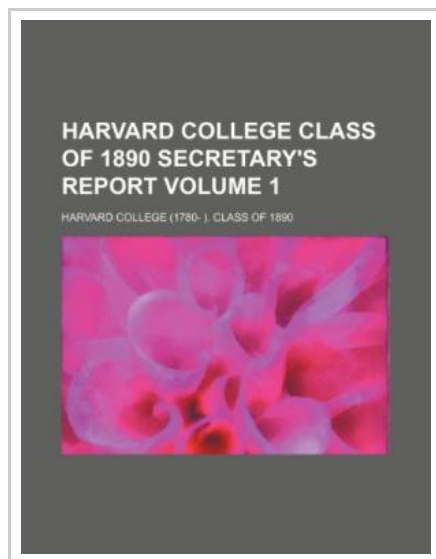 HARVARD COLLEGE CLASS
OF 1890 SECRETARY'S
REPORT VOLUME 1
HARVARD COLLEGE (1780- ). CLASS OF 1890